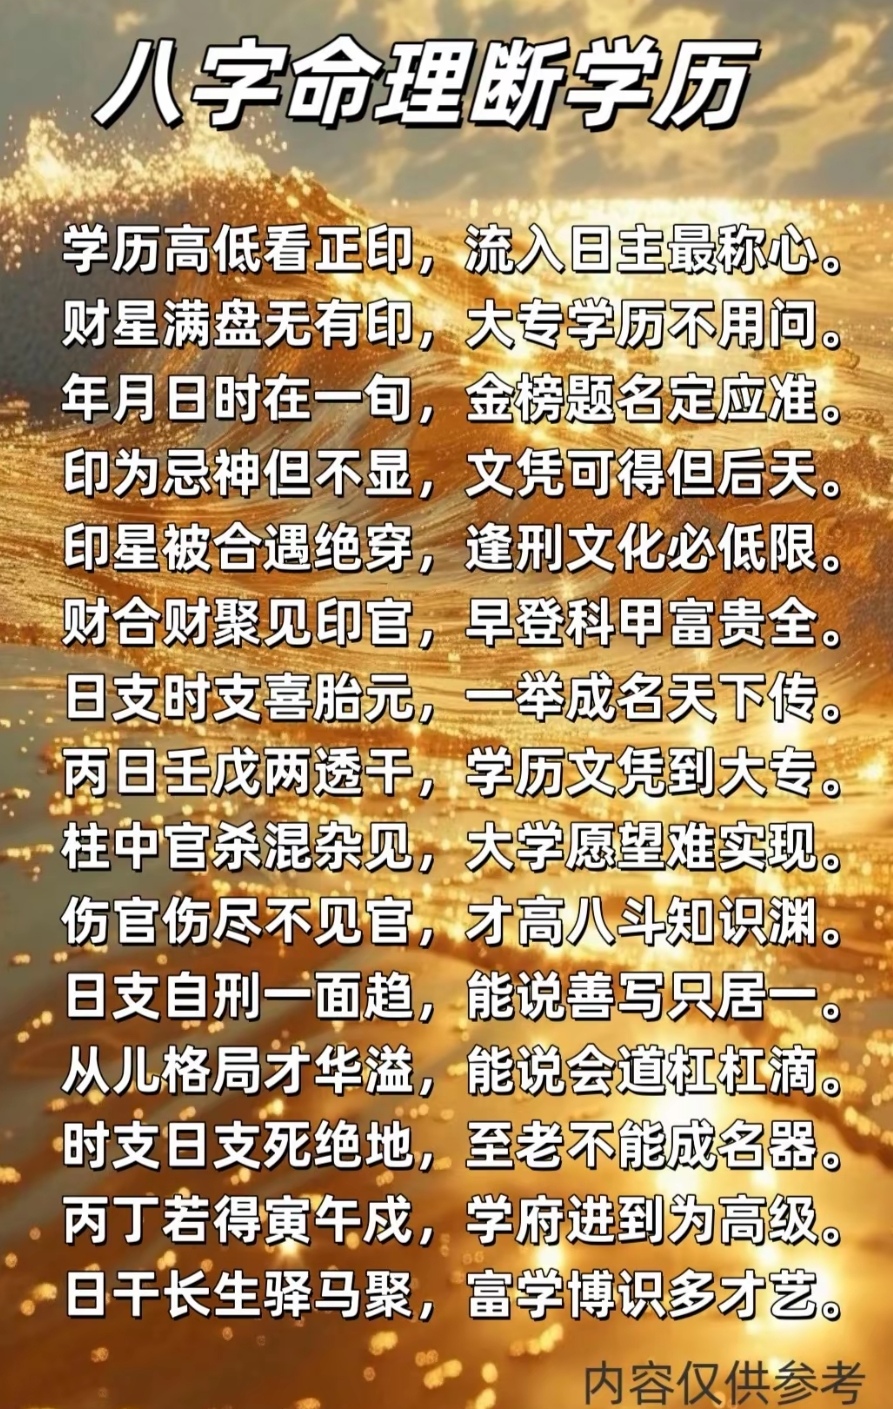 八字命理断学历
学历高低看正印，流入日主最称心。
财星满盘无有印，大专学历不用问。
年月日时在一旬，金榜题名定应准。
印为忌神但不显，文凭可得但后天。
印星被合遇绝穿，逢刑文化必低限。
财合财聚见印官，早登科甲富贵全。
日支时支喜胎元，一举成名天下传。
丙日壬戊两透干，学历文凭到大专。
柱中官杀混杂见，大学愿望难实现。
伤官伤尽不见官，才高八斗知识渊。
日支自刑一面趋，能说善写只居一。
从儿格局才华溢，能说会道杠杠滴。
时支日支死绝地，至老不能成名器。
丙丁若得寅午戍，学府进到为高级。
日干长生驿马聚，富学博识多才艺。
内容仅供参考